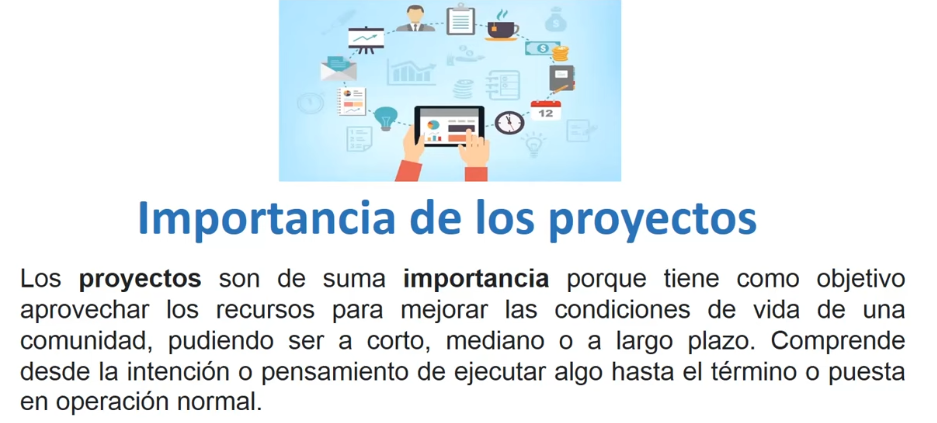 12
Importancia de los proyectos
Los proyectos son de suma importancia porque tiene como objetivo
aprovechar los recursos para mejorar las condiciones de vida de una
comunidad, pudiendo ser a corto, mediano o a largo plazo. Comprende
desde la intención o pensamiento de ejecutar algo hasta el término o puesta
en operación normal.